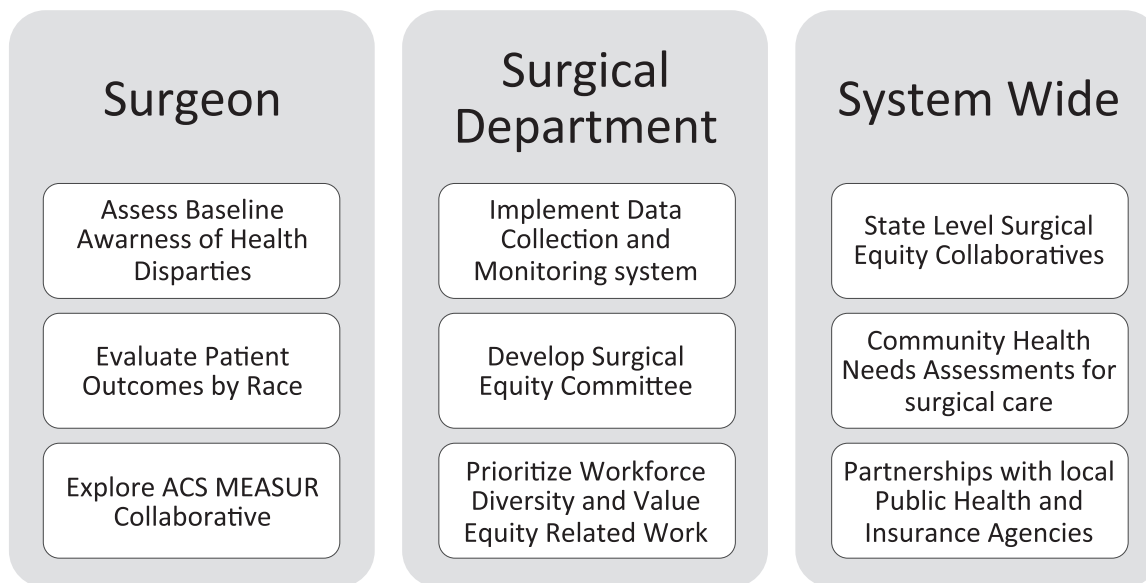 Surgeon
Assess Baseline
Awarness of Health
Disparties
Evaluate Patient
Outcomes by Race
Explore ACS MEASUR
Collaborative
Surgical
Department
Implement Data
Collection and
Monitoring system
Develop Surgical
Equity Committee
Prioritize Workforce
Diversity and Value
Equity Related Work
System Wide
State Level Surgical
Equity Collaboratives
Community Health
Needs Assessments for
surgical care
Partnerships with local
Public Health and
Insurance Agencies